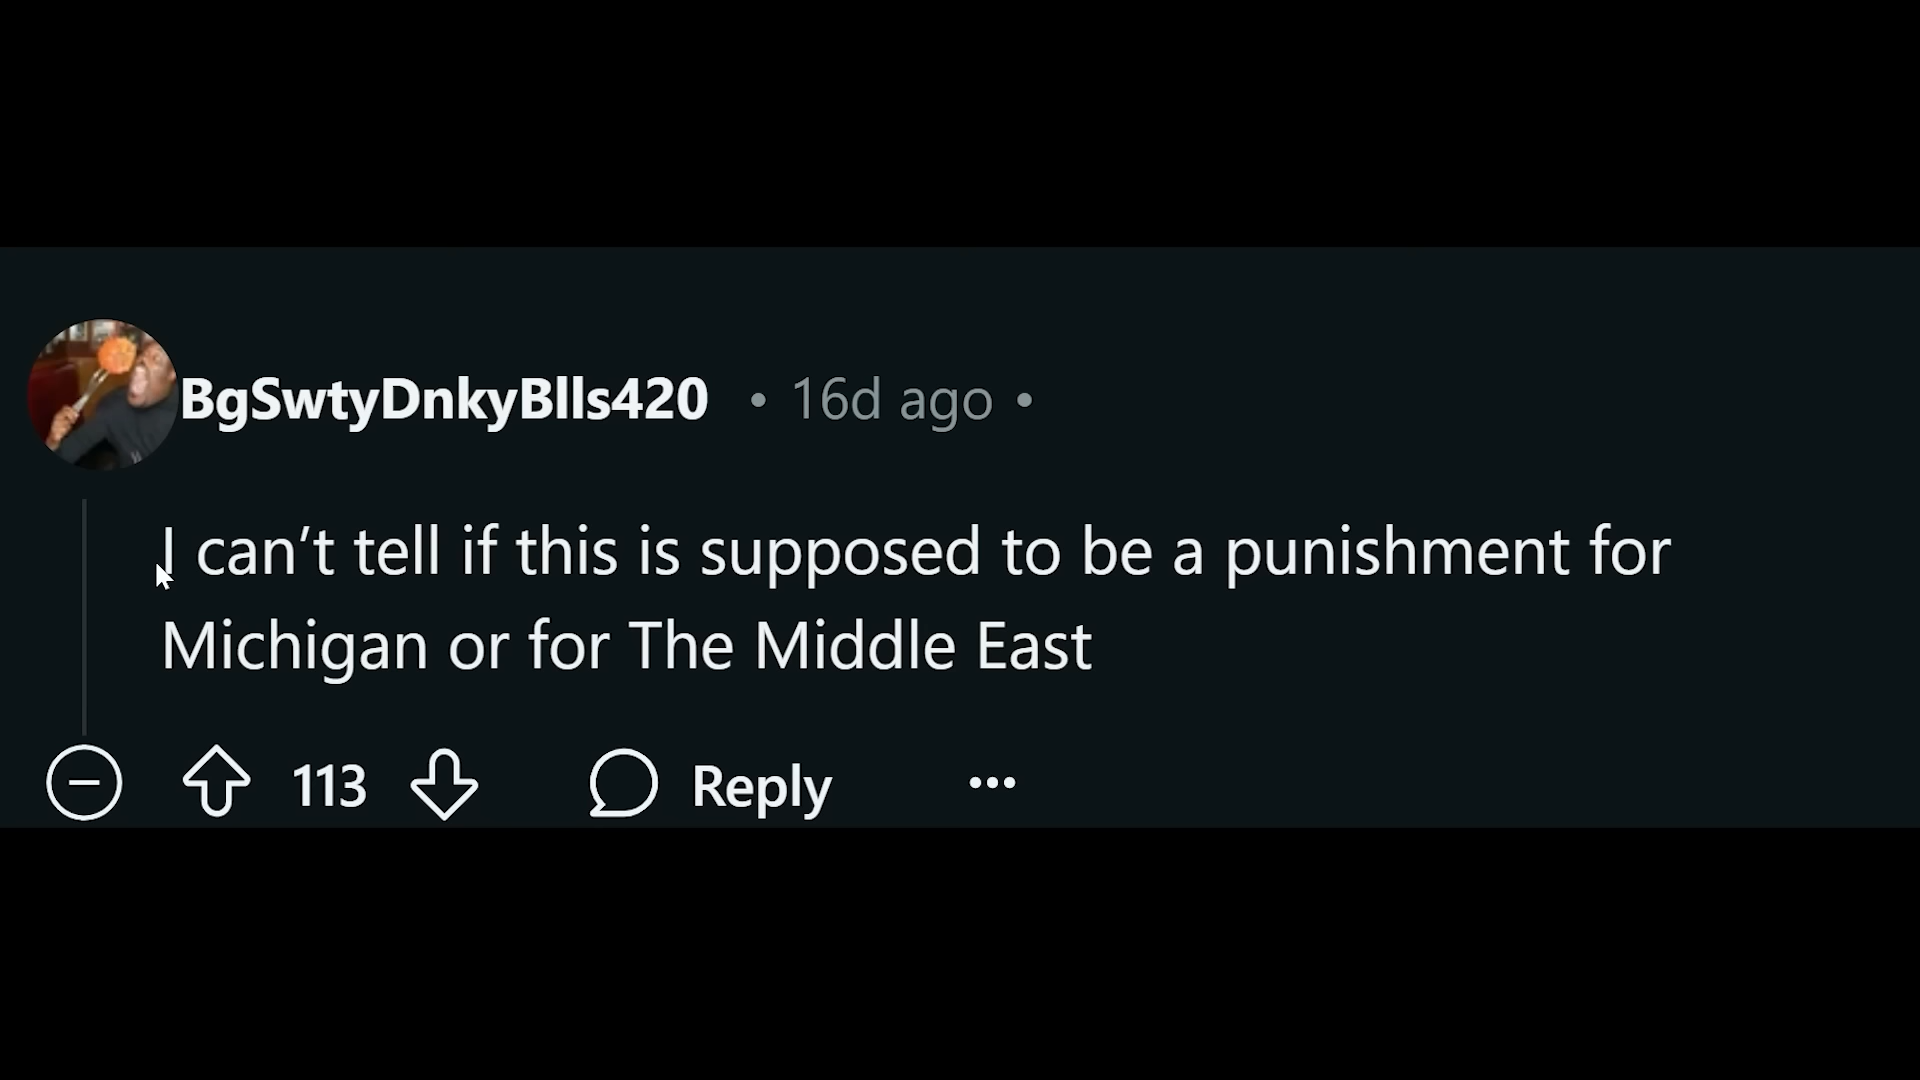 BgSwtyDnkyBlls420 • 16d ago •
I can’t tell if this is supposed to be a punishment for
Michigan or for The Middle East
113 Reply ...